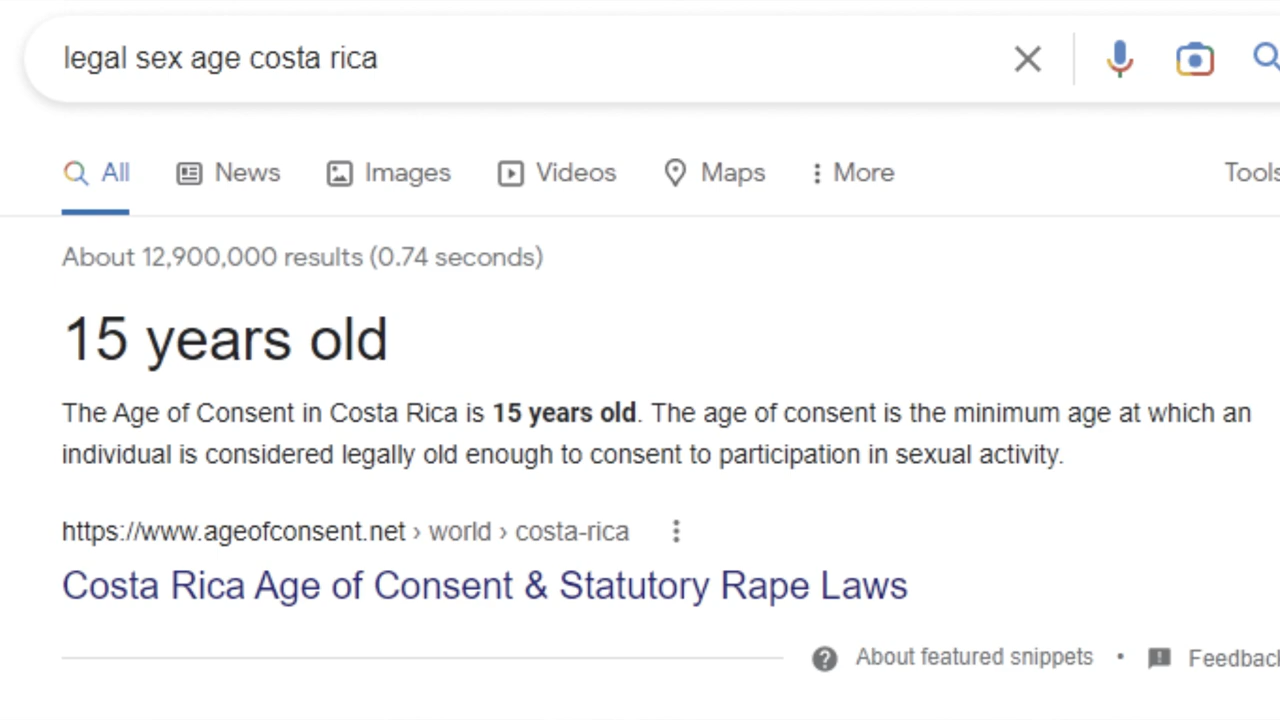 legal sex age costa rica
All News Images Videos Maps More Tools
About 12,900,000 results (0.74 seconds)
15 years old
The Age of Consent in Costa Rica is 15 years old. The age of consent is the minimum age at which an
individual is considered legally old enough to consent to participation in sexual activity.
https://www.ageofconsent.net › world › costa-rica
Costa Rica Age of Consent & Statutory Rape Laws
About featured snippets • Feedback